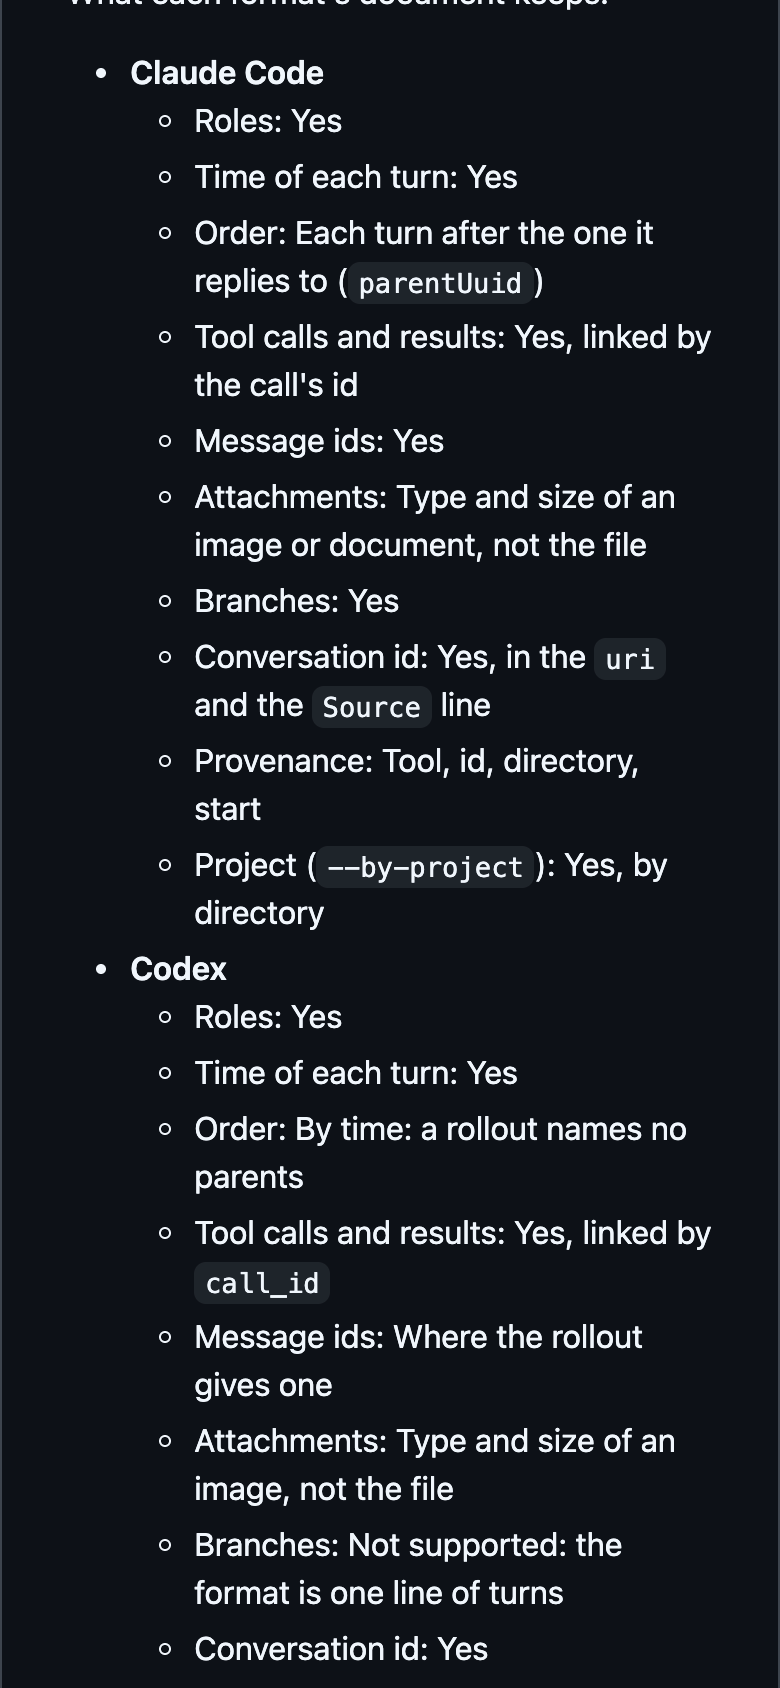 What each format's document keeps:
Claude Code
Roles: Yes
Time of each turn: Yes
Order: Each turn after the one it
replies to (parentUuid)
Tool calls and results: Yes, linked by
the call's id
Message ids: Yes
Attachments: Type and size of an
image or document, not the file
Branches: Yes
Conversation id: Yes, in the uri
and the Source line
Provenance: Tool, id, directory,
start
Project (--by-project): Yes, by
directory
Codex
Roles: Yes
Time of each turn: Yes
Order: By time: a rollout names no
parents
Tool calls and results: Yes, linked by
call_id
Message ids: Where the rollout
gives one
Attachments: Type and size of an
image, not the file
Branches: Not supported: the
format is one line of turns
Conversation id: Yes